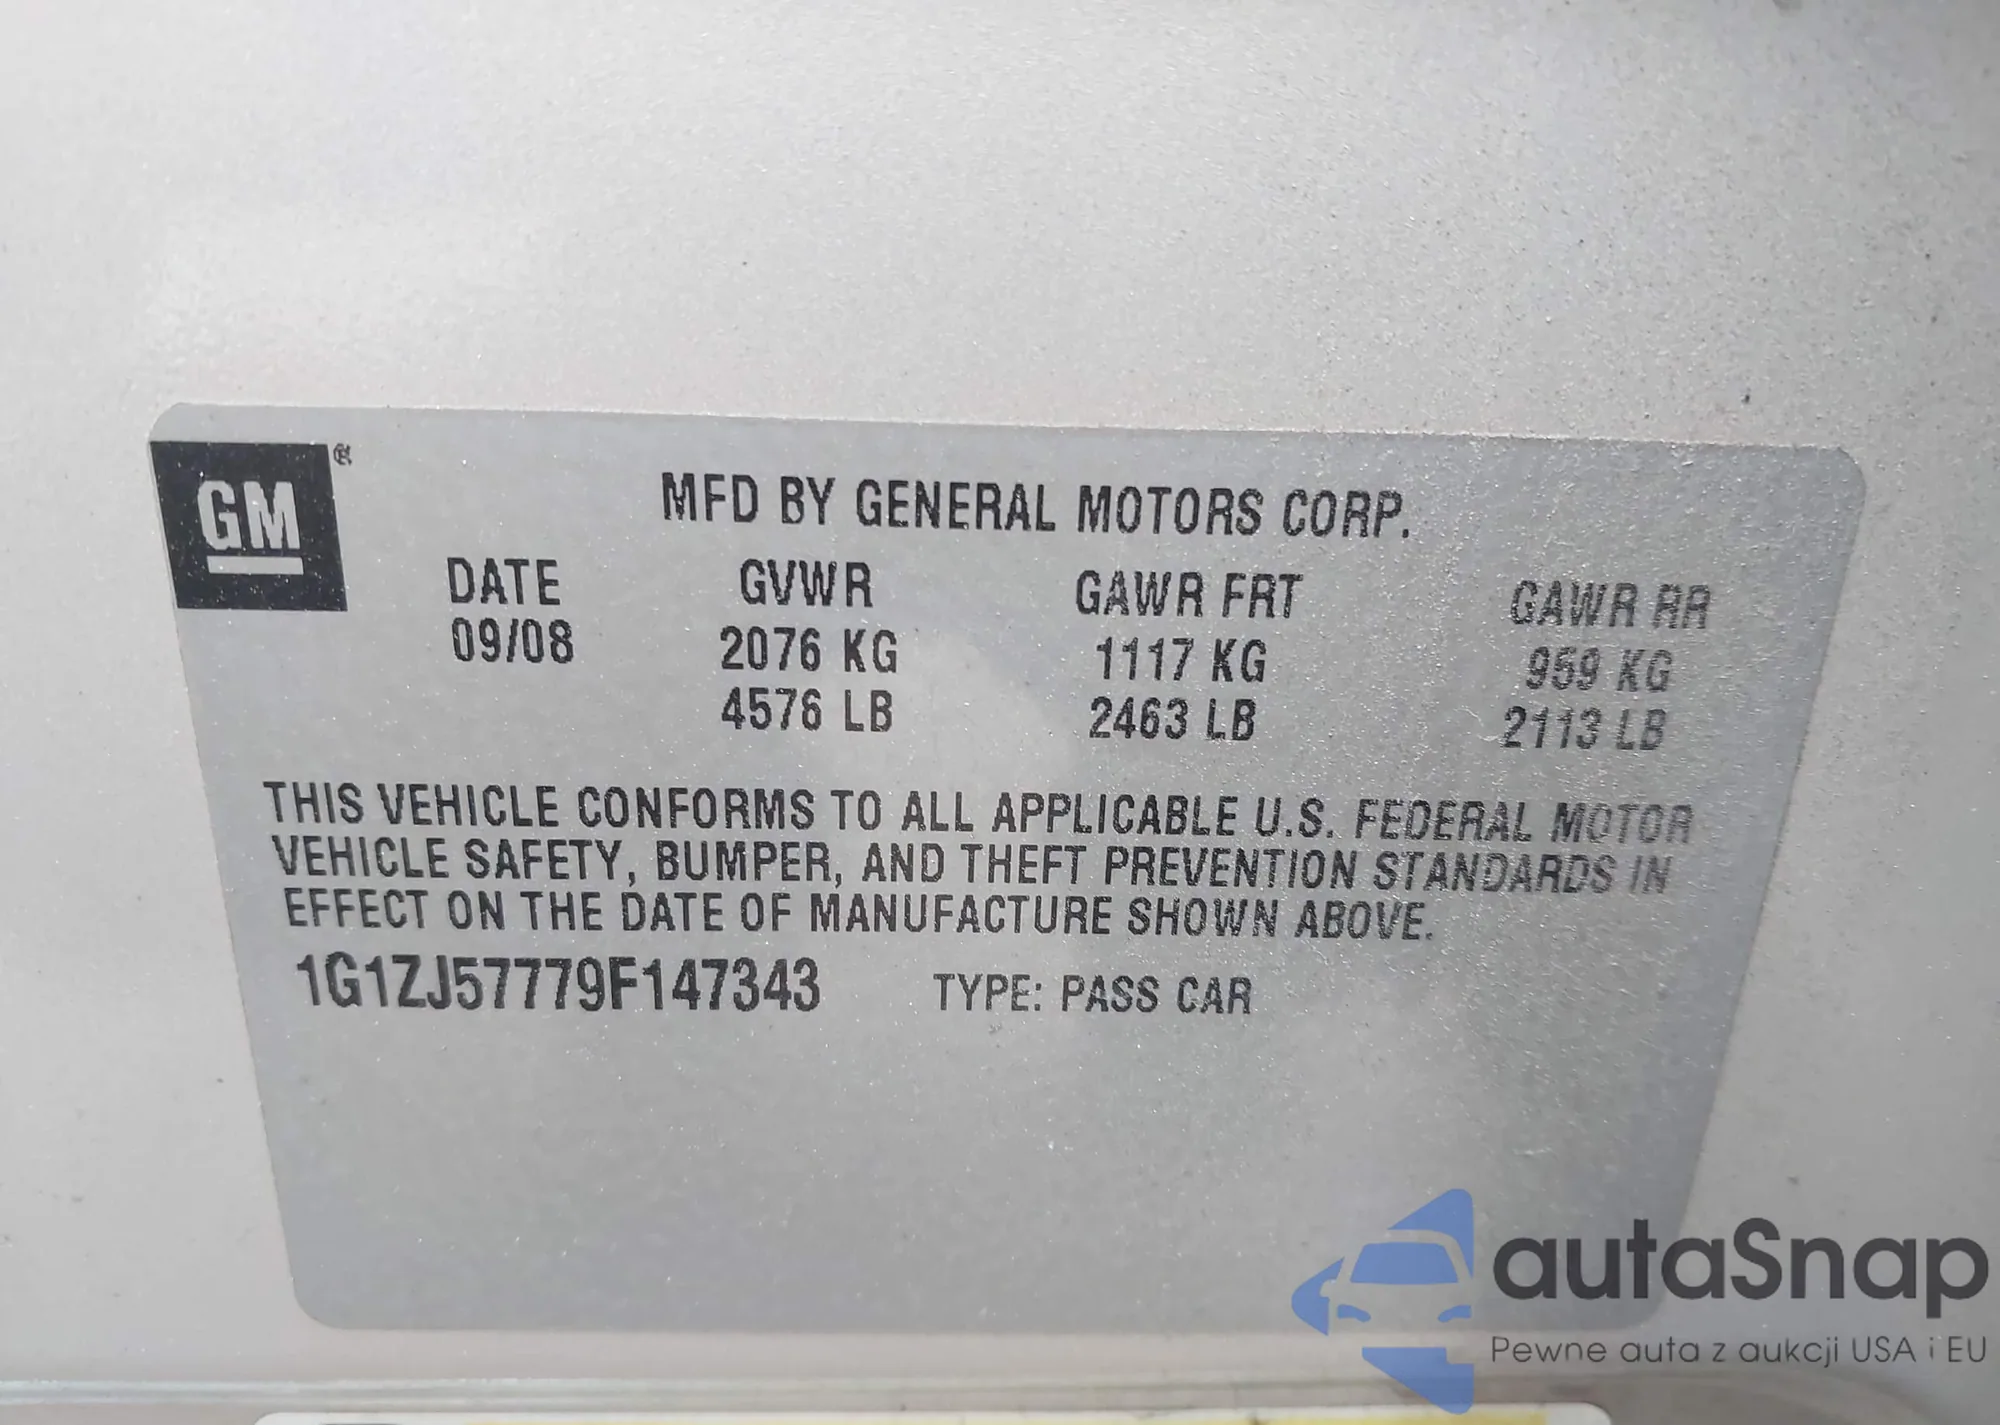 GM
MFD BY GENERAL MOTORS CORP.
DATE GVWR GAWR FRT GAWR RR
09/08 2076 KG 1117 KG 959 KG
4576 LB 2463 LB 2113 LB
THIS VEHICLE CONFORMS TO ALL APPLICABLE U.S. FEDERAL MOTOR
VEHICLE SAFETY, BUMPER, AND THEFT PREVENTION STANDARDS IN
EFFECT ON THE DATE OF MANUFACTURE SHOWN ABOVE.
1G1ZJ57779F147343 TYPE: PASS CAR
autaSnap
Pewne auta z aukcji USA i EU